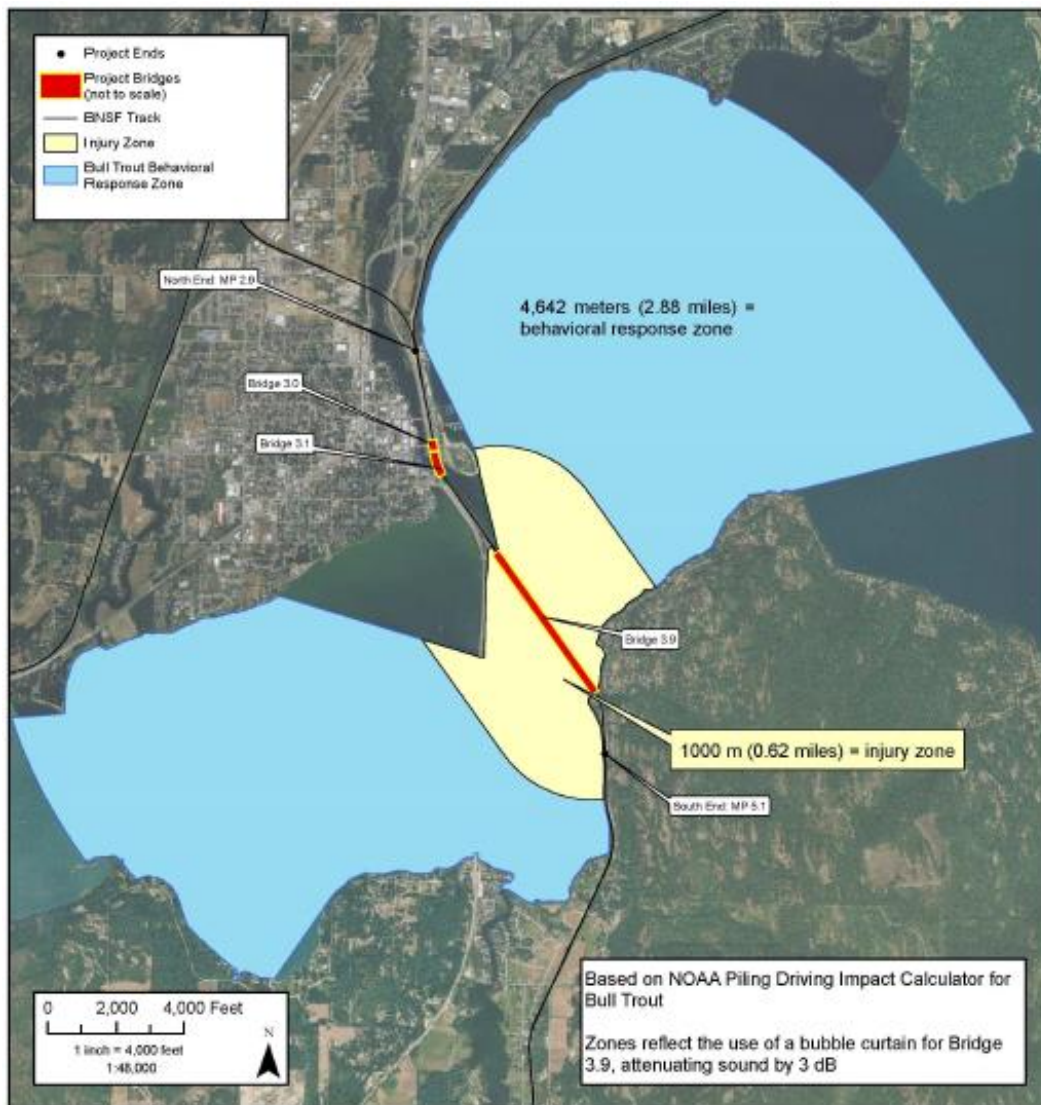 Project Ends
Project Bridges
(not to scale)
BNSF Track
Injury Zone
Bull Trout Behavioral
Response Zone
North End: MP 2.9
4,642 meters (2.88 miles) =
behavioral response zone
Bridge 3.0
Bridge 3.1
Bridge 3.9
1000 m (0.62 miles) = injury zone
South End: MP 5.1
Based on NOAA Piling Driving Impact Calculator for
Bull Trout
Zones reflect the use of a bubble curtain for Bridge
3.9, attenuating sound by 3 dB
0 2,000 4,000 Feet
N
1 inch = 4,000 feet
1:48,000